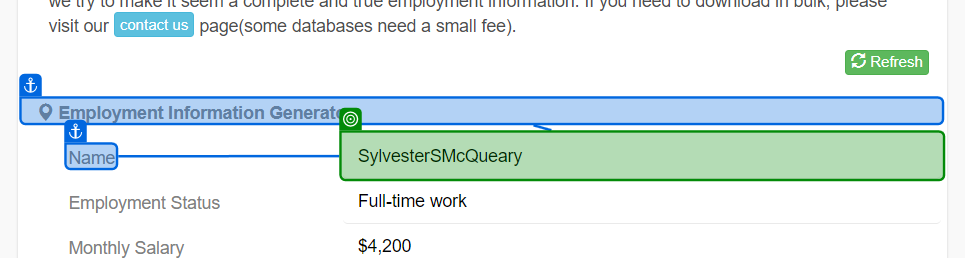 we try to make it seem a complete and true employment information. If you need to download in bulk, please
visit our contact us page(some databases need a small fee).
Refresh
Employment Information Generat
Name
SylvesterSMcQueary
Employment Status
Full-time work
Monthly Salary
$4,200